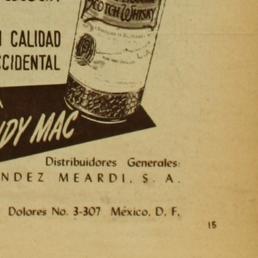 SCOTCH WHISKY
CALIDAD
CCIDENTAL
DY MAC
Distribuidores Generales:
NDEZ MEARDI, S. A.
Dolores No. 3-307 México, D. F.
15